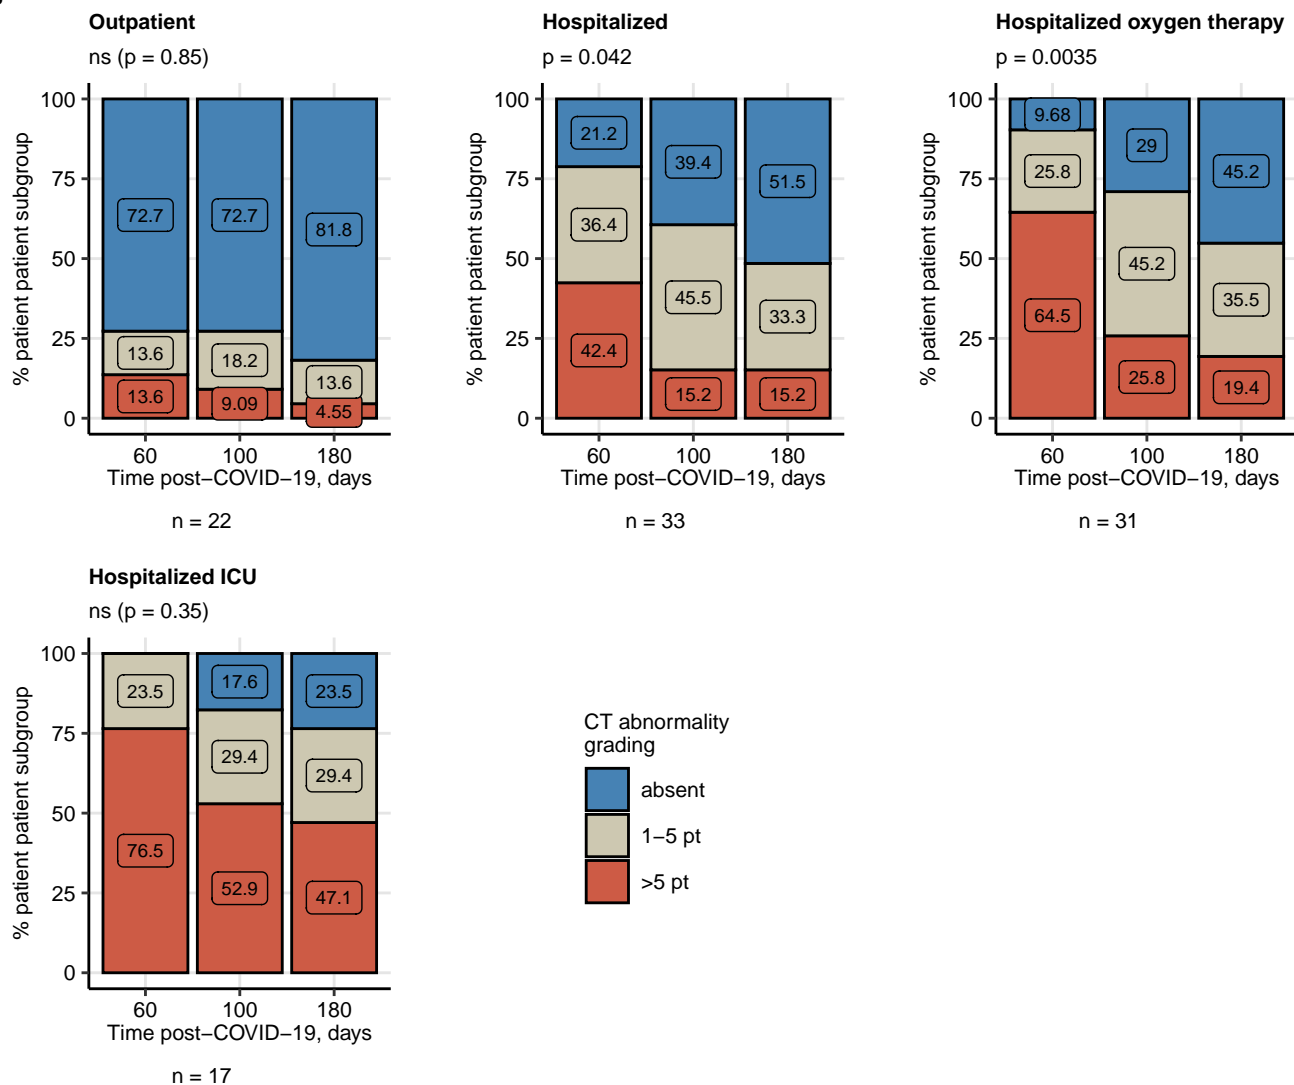 Outpatient
ns (p = 0.85)
% patient patient subgroup
100
75
50
25
0
72.7
13.6
13.6
72.7
18.2
9.09
81.8
13.6
4.55
60
100
180
Time post−COVID−19, days
n = 22
Hospitalized
p = 0.042
% patient patient subgroup
100
75
50
25
0
21.2
36.4
42.4
39.4
45.5
15.2
51.5
33.3
15.2
60
100
180
Time post−COVID−19, days
n = 33
Hospitalized oxygen therapy
p = 0.0035
% patient patient subgroup
100
75
50
25
0
9.68
25.8
64.5
29
45.2
25.8
45.2
35.5
19.4
60
100
180
Time post−COVID−19, days
n = 31
Hospitalized ICU
ns (p = 0.35)
% patient patient subgroup
100
75
50
25
0
23.5
76.5
17.6
29.4
52.9
23.5
29.4
47.1
60
100
180
Time post−COVID−19, days
n = 17
CT abnormality
grading
absent
1−5 pt
>5 pt